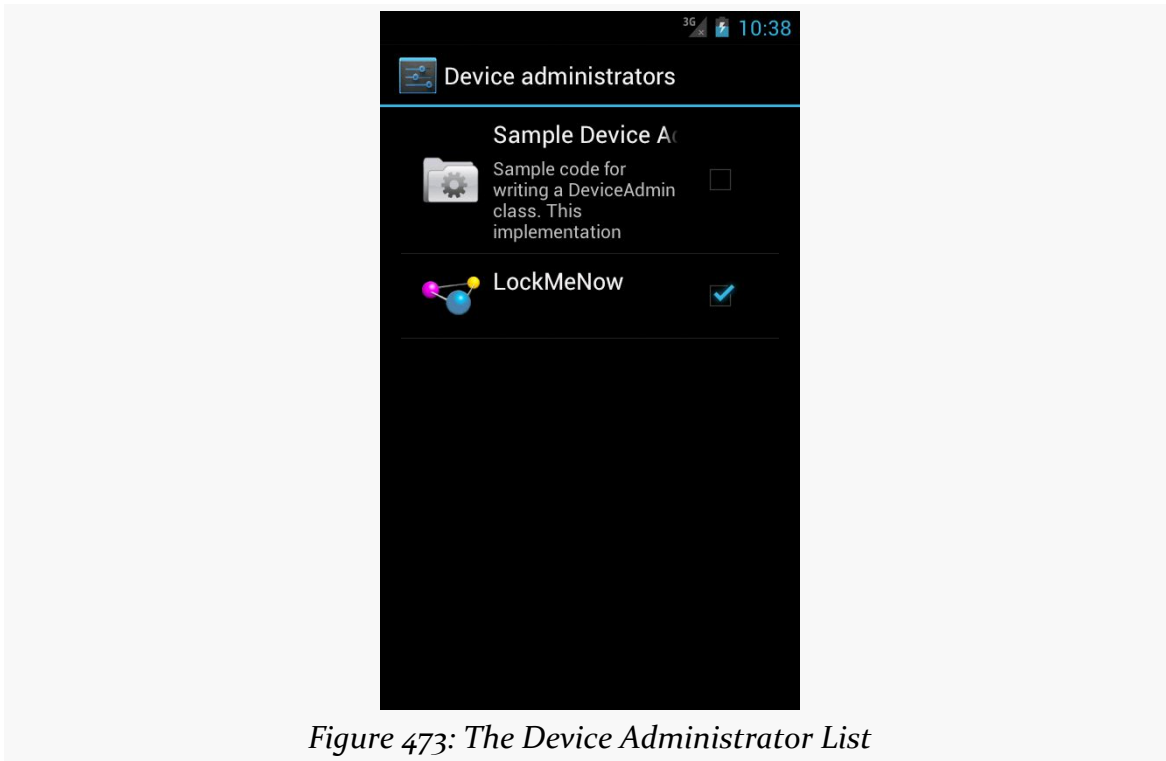 3G
10:38
Device administrators
Sample Device A
Sample code for
writing a DeviceAdmin
class. This
implementation
LockMeNow
Figure 473: The Device Administrator List